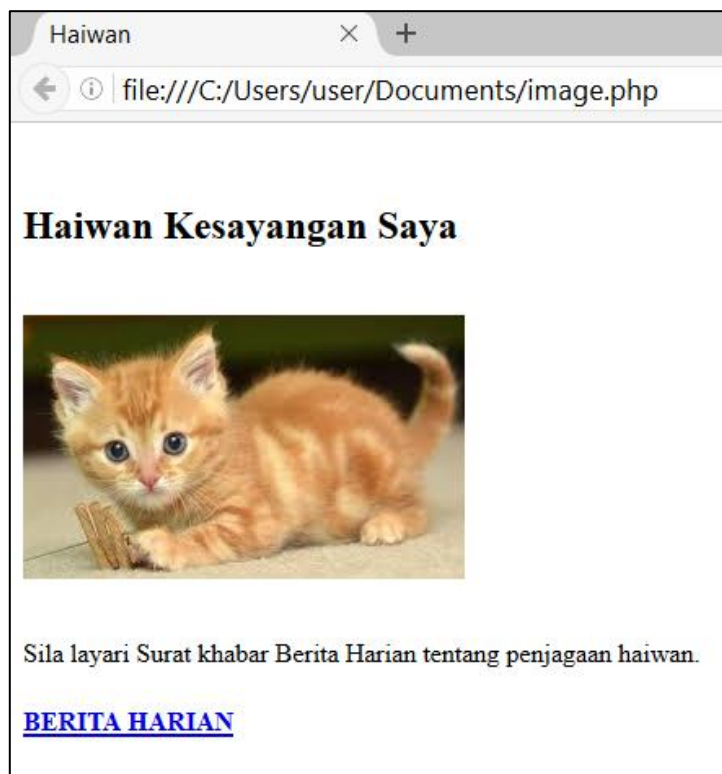 Haiwan
file:///C:/Users/user/Documents/image.php
Haiwan Kesayangan Saya
Sila layari Surat khabar Berita Harian tentang penjagaan haiwan.
BERITA HARIAN